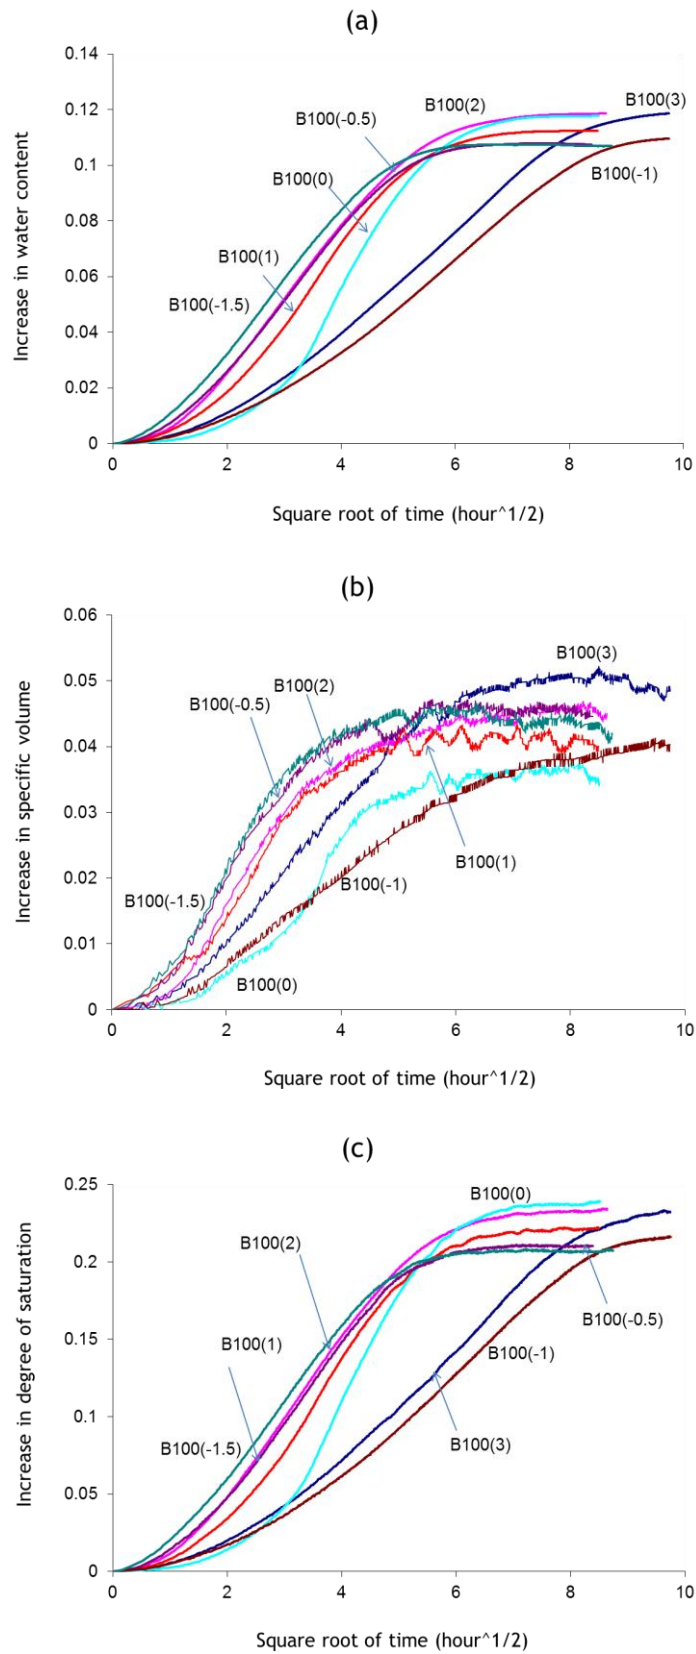 (a)
0.14
0.12
0.1
0.08
0.06
0.04
0.02
0
Increase in water content
B100(2)
B100(3)
B100(-0.5)
B100(0)
B100(-1)
B100(1)
B100(-1.5)
0 2 4 6 8 10
Square root of time (hour^1/2)
(b)
0.06
0.05
0.04
0.03
0.02
0.01
0
Increase in specific volume
B100(3)
B100(2)
B100(-0.5)
B100(1)
B100(-1)
B100(-1.5)
B100(0)
0 2 4 6 8 10
Square root of time (hour^1/2)
(c)
0.25
0.2
0.15
0.1
0.05
0
Increase in degree of saturation
B100(0)
B100(2)
B100(-0.5)
B100(1)
B100(-1)
B100(-1.5)
B100(3)
0 2 4 6 8 10
Square root of time (hour^1/2)